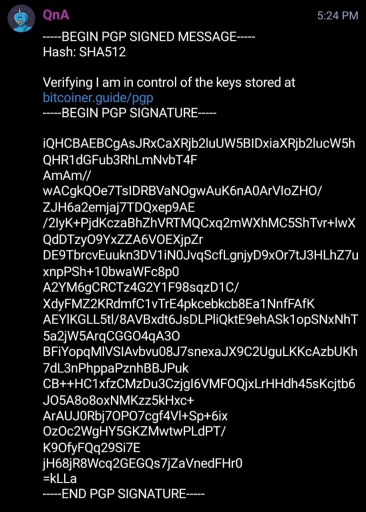 QnA
5:24 PM
-----BEGIN PGP SIGNED MESSAGE-----
Hash: SHA512
Verifying I am in control of the keys stored at
bitcoiner.guide/pgp
-----BEGIN PGP SIGNATURE-----
iQHCBAEBCgAsJRxCaXRjb2luUW5BIDxiaXRjb2lucW5h
QHR1dGFub3RhLmNvbT4F
AmAm//
wACgkQOe7TsIDRBVaNOgwAuK6nA0ArVIoZHO/
ZJH6a2emjaj7TDQxep9AE
/2IyK+PjdKczaBhZhVRTMQCxq2mWXhMC5ShTvr+lwX
QdDTzyO9YxZZA6VOEXjpZr
DE9TbrcvEuukn3DV1iN0JvqScfLgnjyD9xOr7tJ3HLhZ7u
xnpPSh+10bwaWFc8p0
A2YM6gCRCTz4G2Y1F98sqzD1C/
XdyFMZ2KRdmfC1vTrE4pkcebkcb8Ea1NnfFAfK
AEYlKGLL5tl/8AVBxdt6JsDLPliQktE9ehASk1opSNxNhT
5a2jW5ArqCGGO4qA3O
BFiYopqMlVSIAvbvu08J7snexaJX9C2UguLKKcAzbUKh
7dL3nPhppaPznhBBJPuk
CB++HC1xfzCMzDu3CzjgI6VMFOQjxLrHHdh45sKcjtb6
JO5A8o8oxNMKzz5kHxc+
ArAUJ0Rbj7OPO7cgf4Vl+Sp+6ix
OzOc2WgHY5GKZMwtwPLdPT/
K9OfyFQq29Si7E
jH68jR8Wcq2GEGQs7jZaVnedFHr0
=kLLa
-----END PGP SIGNATURE-----